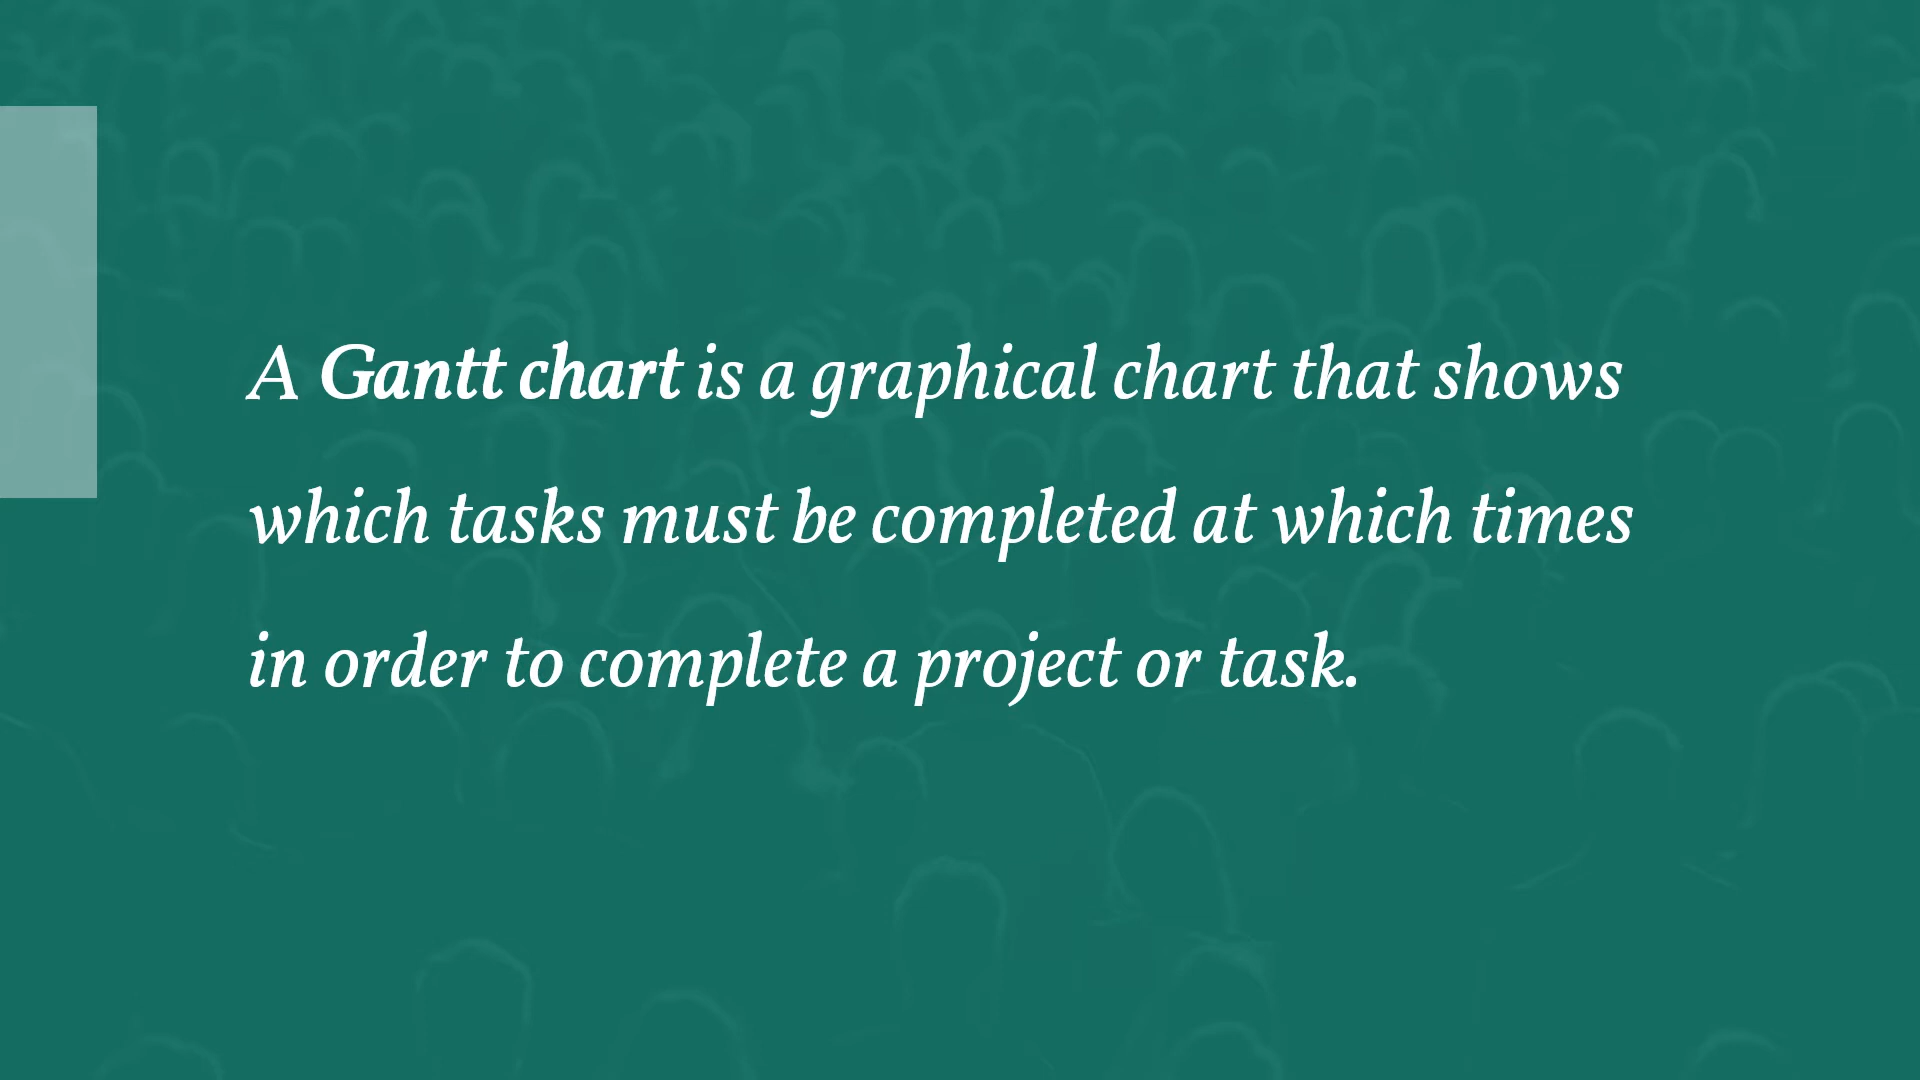 A Gantt chart is a graphical chart that shows
which tasks must be completed at which times
in order to complete a project or task.